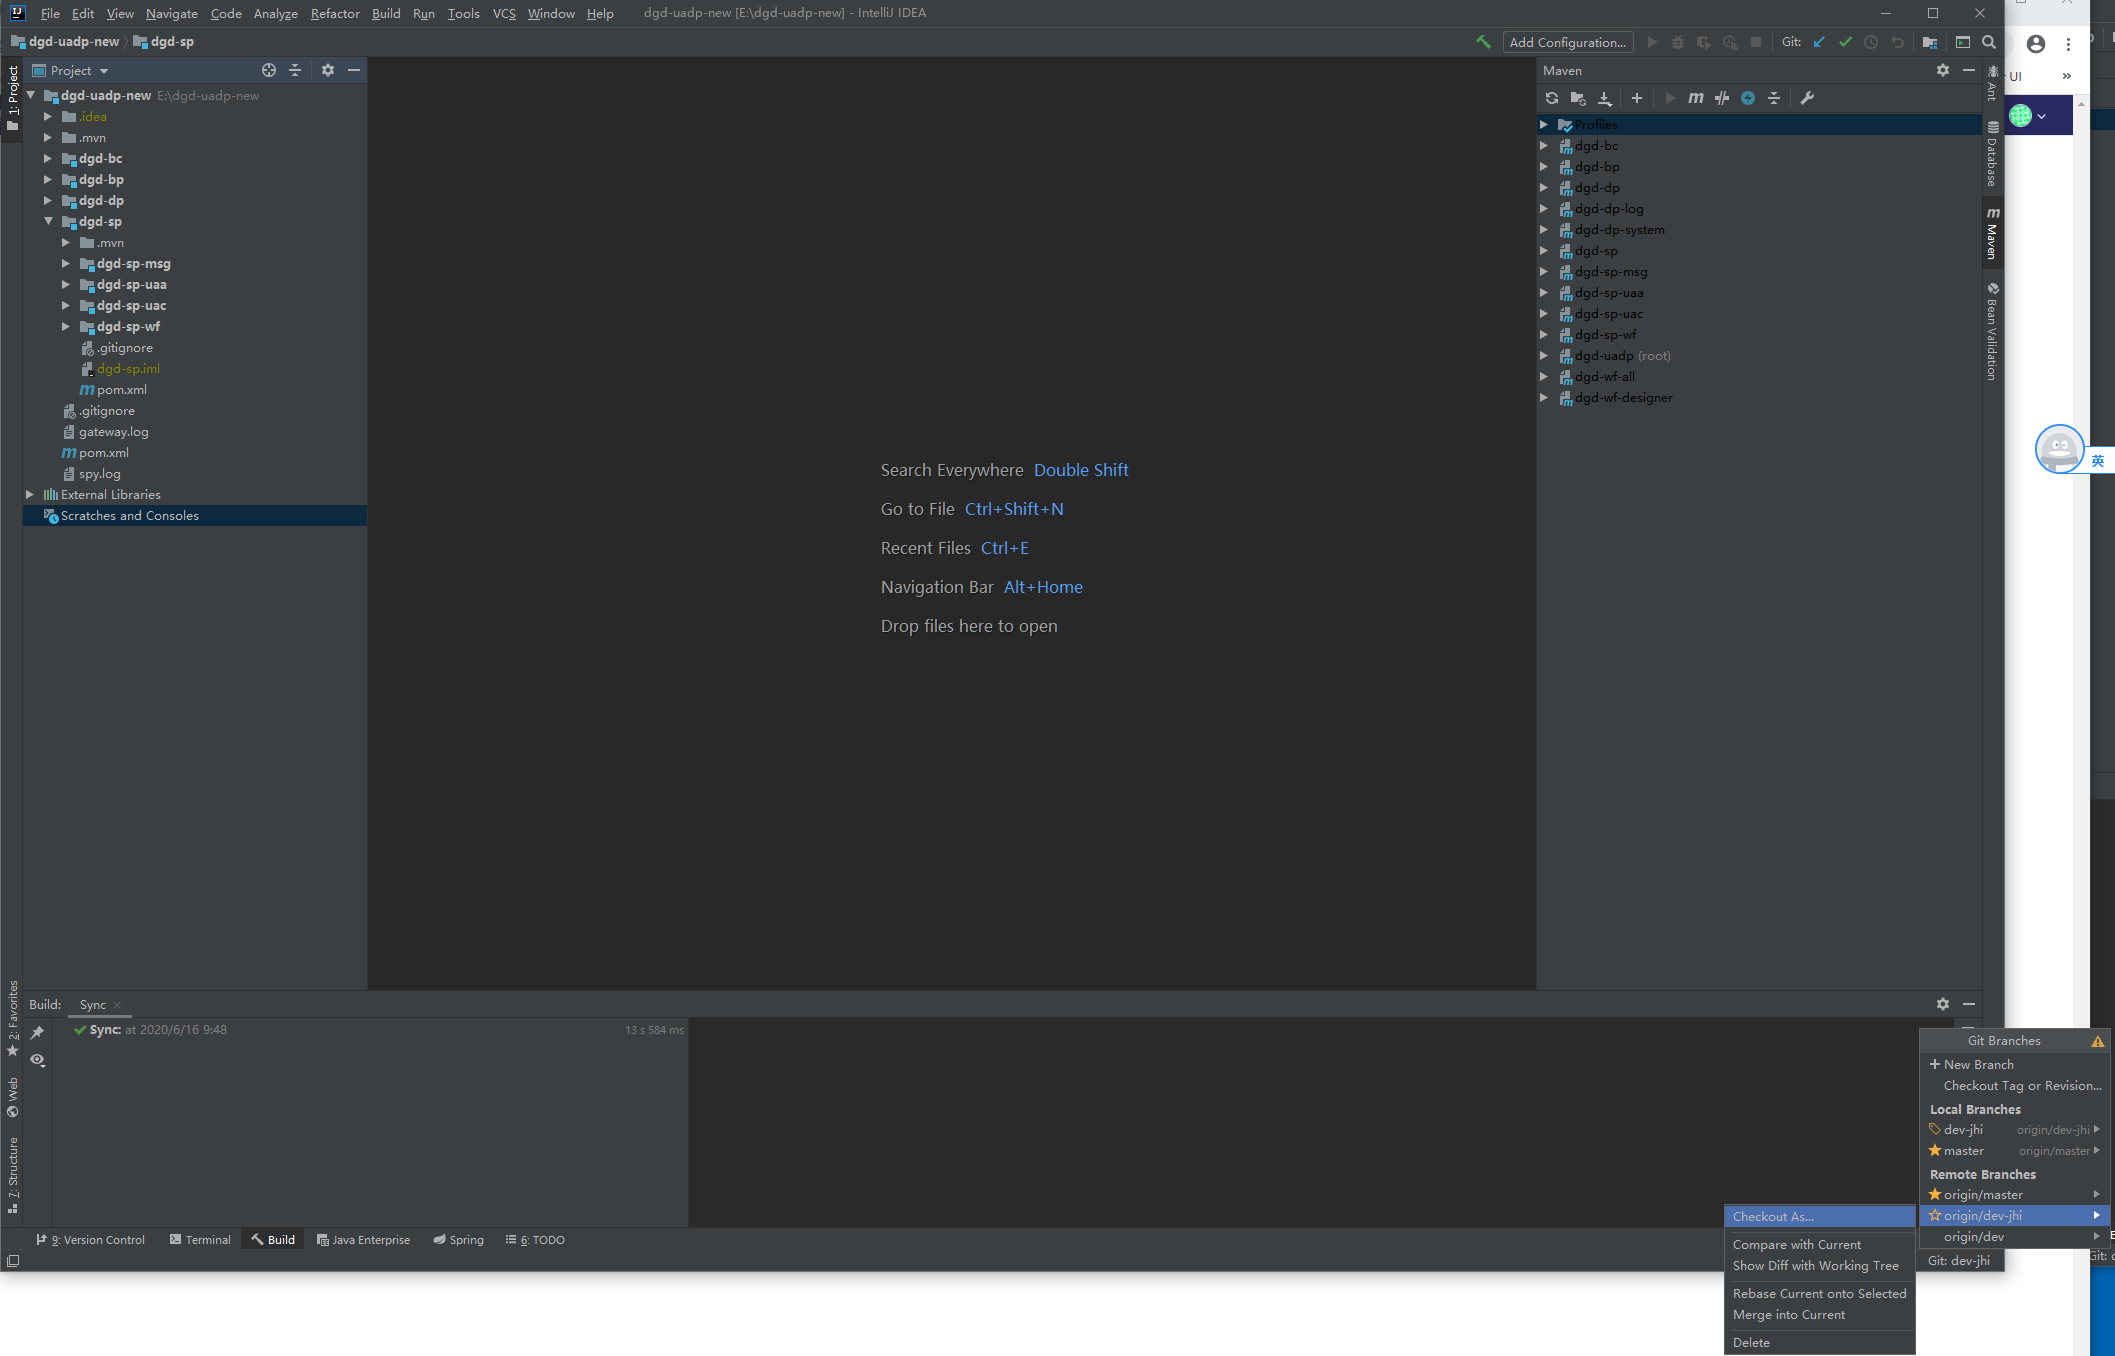 File Edit View Navigate Code Analyze Refactor Build Run Tools VCS Window Help dgd-uadp-new [E:\dgd-uadp-new] - IntelliJ IDEA
dgd-uadp-new dgd-sp
Add Configuration... Git:
1: Project
Project
dgd-uadp-new E:\dgd-uadp-new
.idea
.mvn
dgd-bc
dgd-bp
dgd-dp
dgd-sp
.mvn
dgd-sp-msg
dgd-sp-uaa
dgd-sp-uac
dgd-sp-wf
.gitignore
dgd-sp.iml
pom.xml
.gitignore
gateway.log
pom.xml
spy.log
External Libraries
Scratches and Consoles
Search Everywhere Double Shift
Go to File Ctrl+Shift+N
Recent Files Ctrl+E
Navigation Bar Alt+Home
Drop files here to open
Maven
Profiles
dgd-bc
dgd-bp
dgd-dp
dgd-dp-log
dgd-dp-system
dgd-sp
dgd-sp-msg
dgd-sp-uaa
dgd-sp-uac
dgd-sp-wf
dgd-uadp (root)
dgd-wf-all
dgd-wf-designer
Ant
Database
Maven
Bean Validation
UI
英
2: Favorites
Web
7: Structure
Build: Sync
Sync: at 2020/6/16 9:48 13 s 584 ms
Git Branches
New Branch
Checkout Tag or Revision...
Local Branches
dev-jhi origin/dev-jhi
master origin/master
Remote Branches
origin/master
origin/dev-jhi
origin/dev
Checkout As...
Compare with Current
Show Diff with Working Tree
Rebase Current onto Selected
Merge into Current
Delete
9: Version Control Terminal Build Java Enterprise Spring 6: TODO
Git: dev-jhi